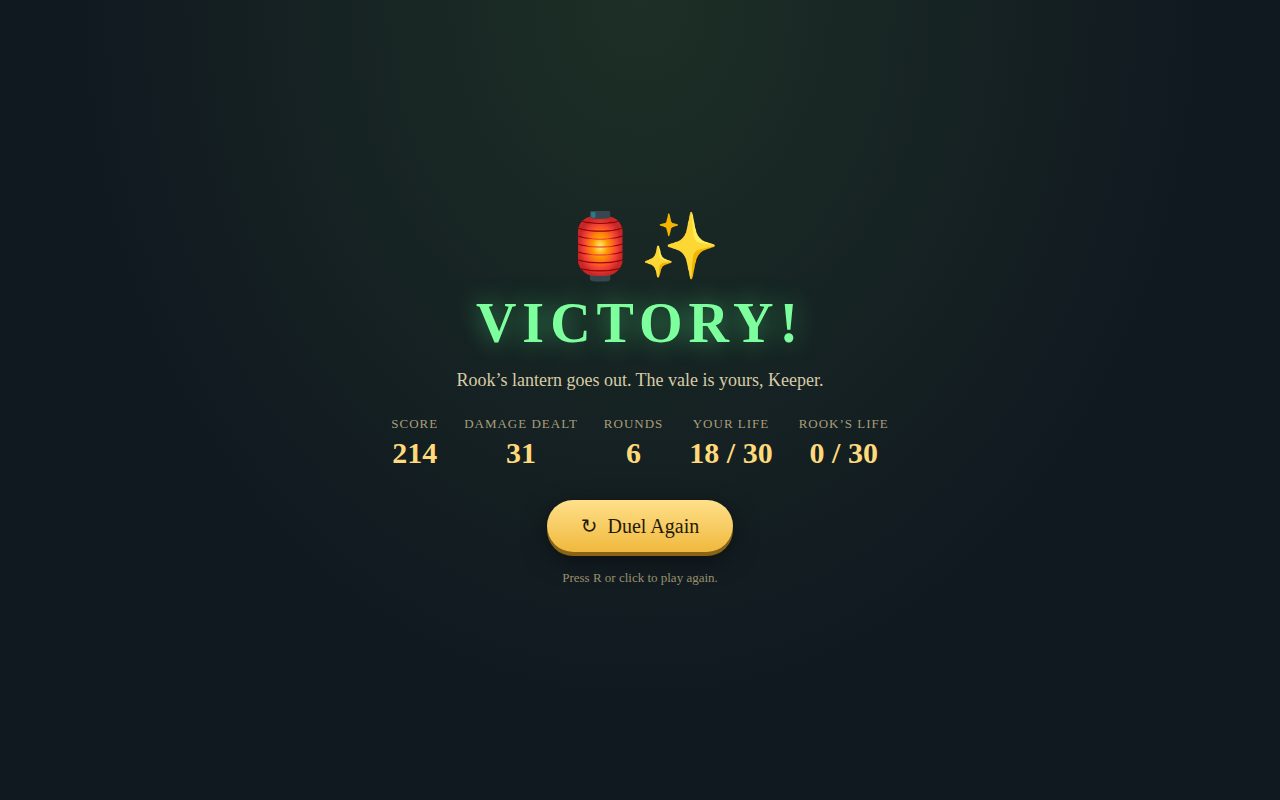 VICTORY!
Rook’s lantern goes out. The vale is yours, Keeper.
SCORE DAMAGE DEALT ROUNDS YOUR LIFE ROOK’S LIFE
214 31 6 18 / 30 0 / 30
↻ Duel Again
Press R or click to play again.